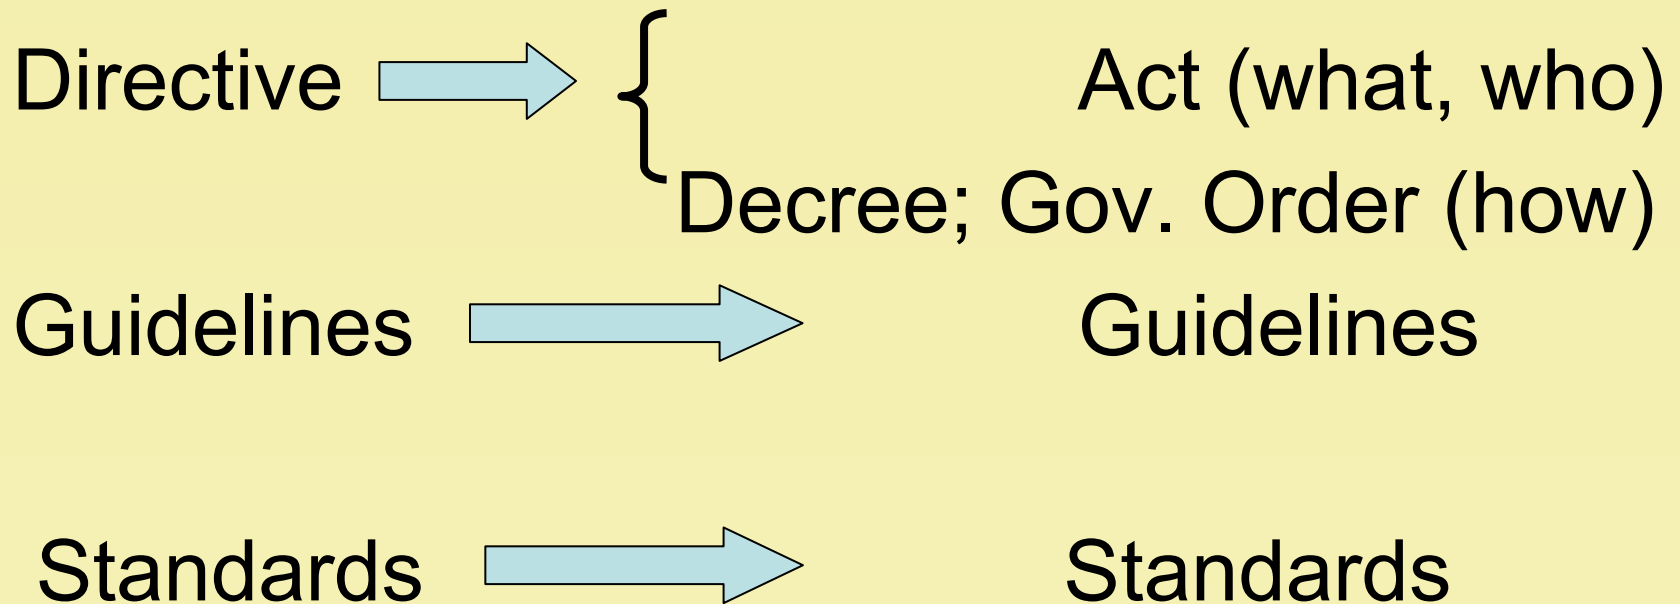 Directive Act (what, who)
Decree; Gov. Order (how)
Guidelines Guidelines
Standards Standards